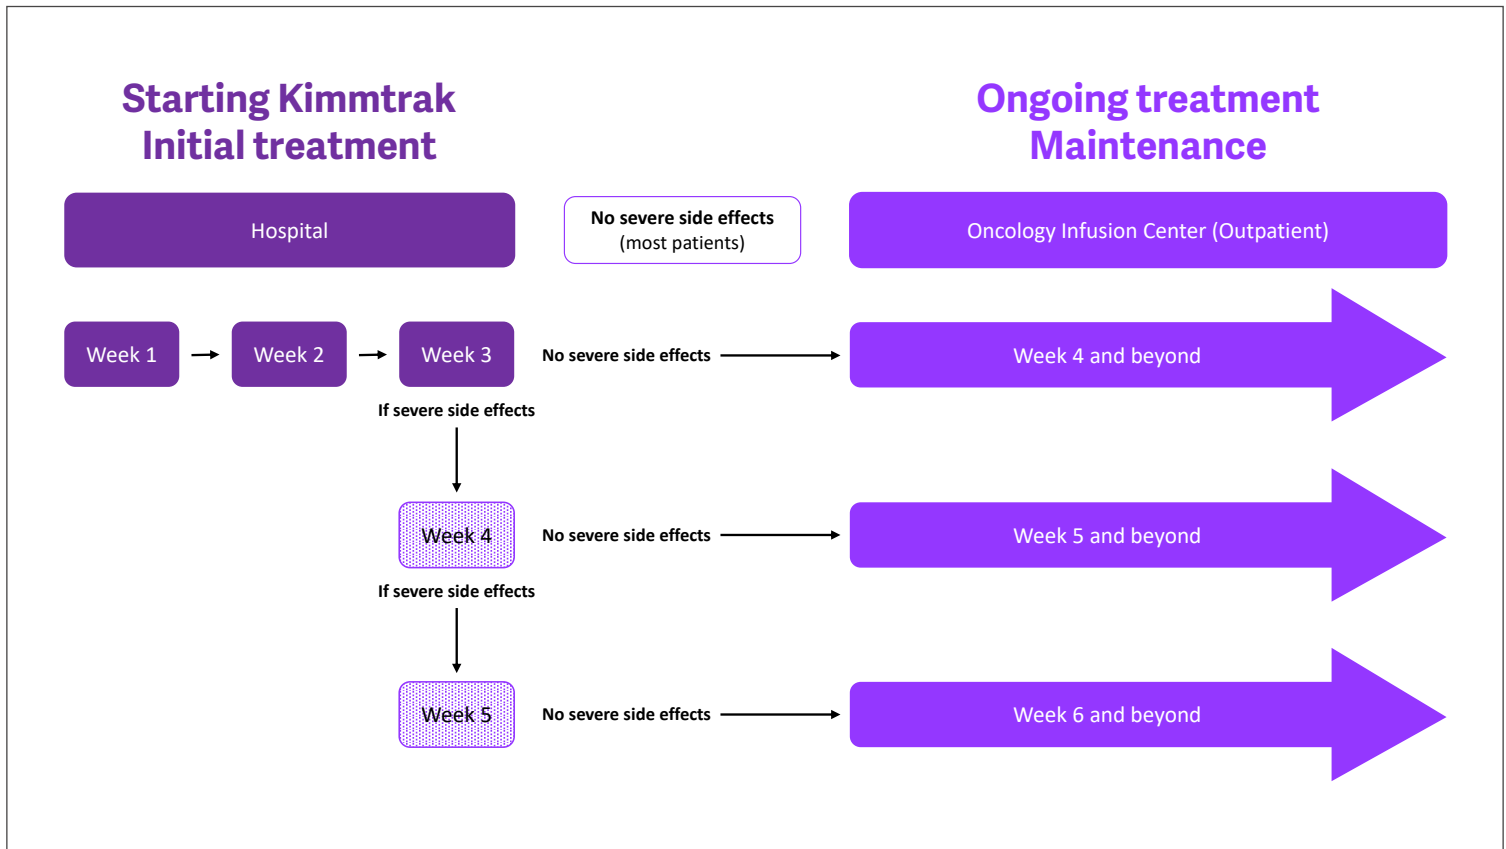 Starting Kimmtrak
Initial treatment
Ongoing treatment
Maintenance
Hospital
No severe side effects
(most patients)
Oncology Infusion Center (Outpatient)
Week 1
Week 2
Week 3
No severe side effects
Week 4 and beyond
If severe side effects
Week 4
No severe side effects
Week 5 and beyond
If severe side effects
Week 5
No severe side effects
Week 6 and beyond